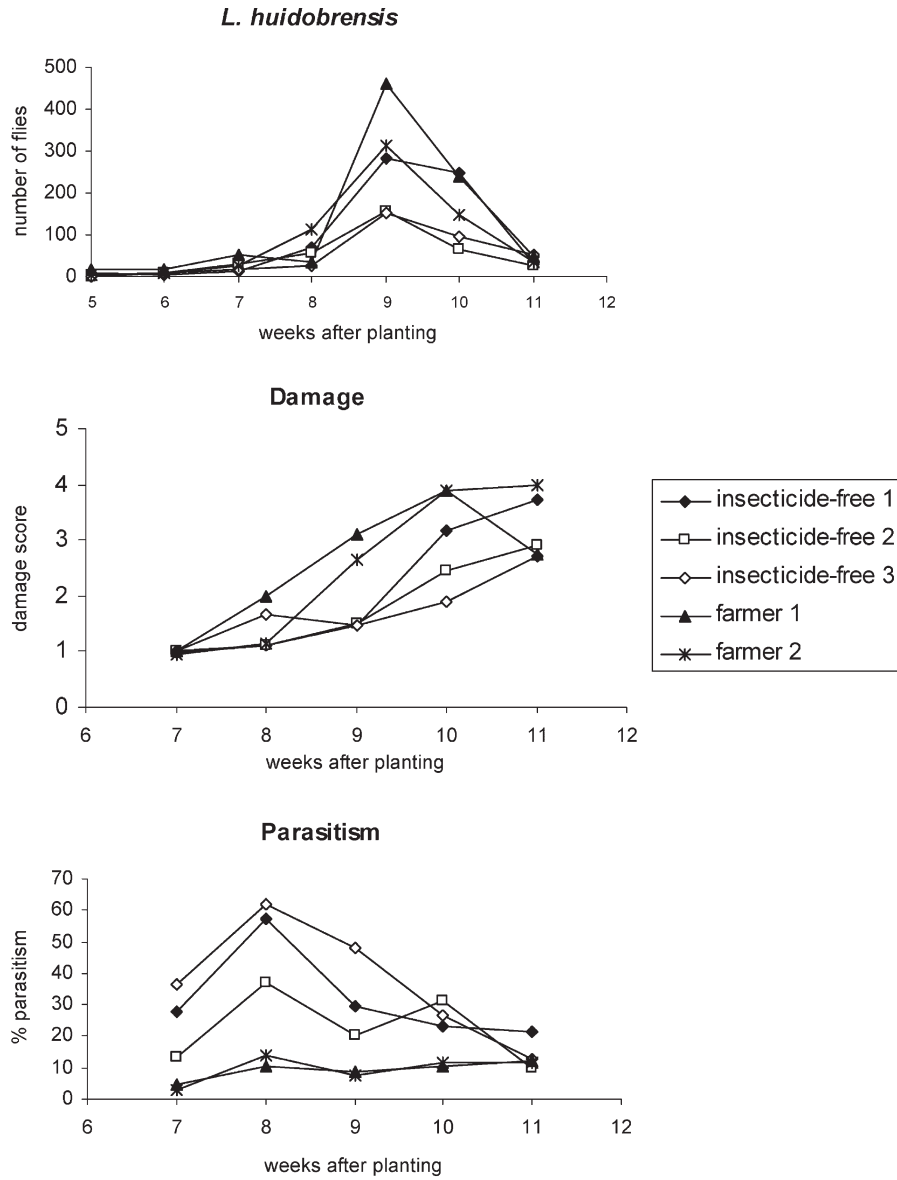 L. huidobrensis
500
400
300
200
100
0
number of flies
5 6 7 8 9 10 11 12
weeks after planting
Damage
5
4
3
2
1
0
damage score
6 7 8 9 10 11 12
weeks after planting
insecticide-free 1
insecticide-free 2
insecticide-free 3
farmer 1
farmer 2
Parasitism
70
60
50
40
30
20
10
0
% parasitism
6 7 8 9 10 11 12
weeks after planting